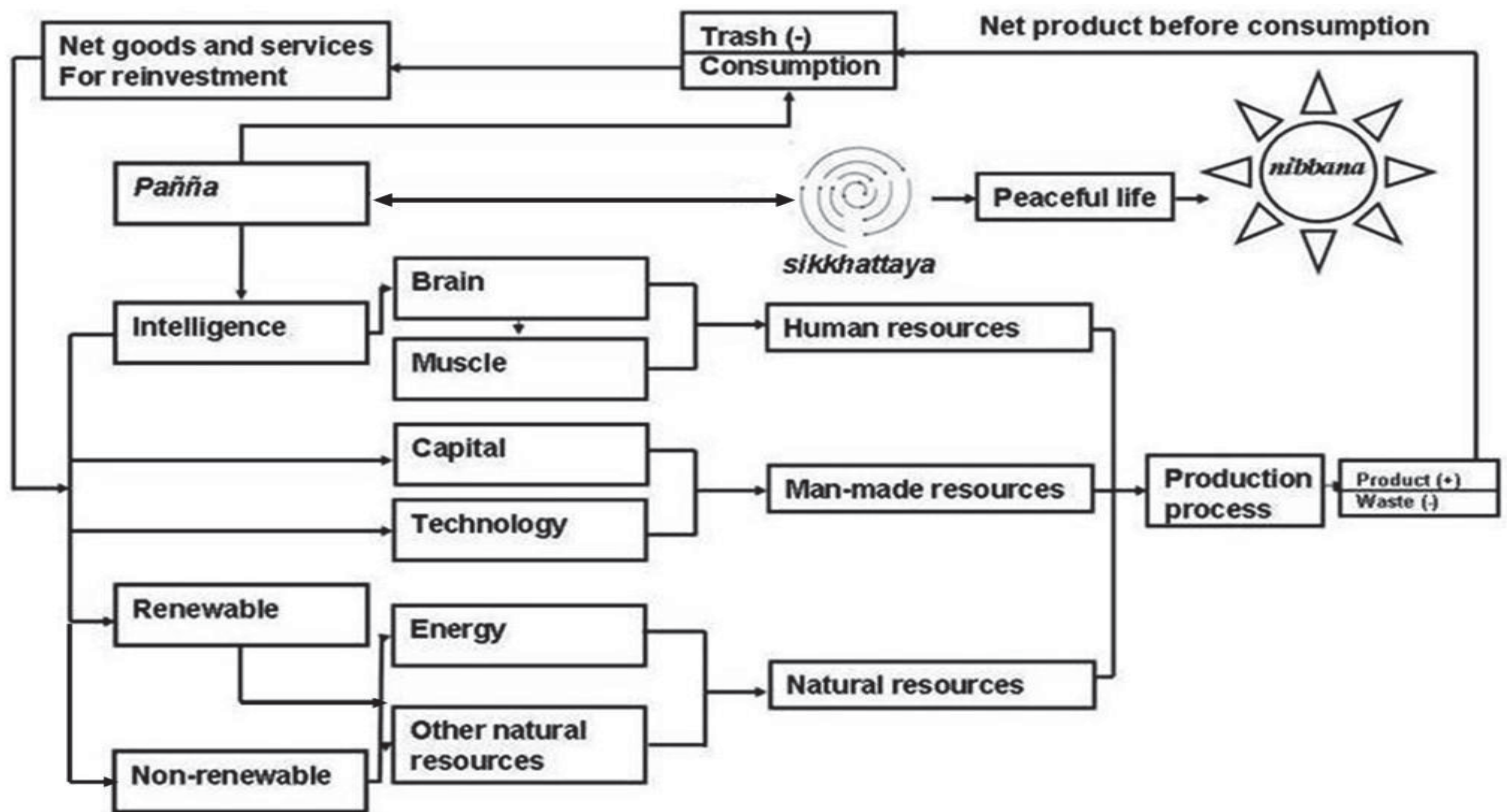 Net goods and services
For reinvestment
Trash (-)
Consumption
Net product before consumption
Pañña
sikkhattaya
Peaceful life
nibbana
Intelligence
Brain
Muscle
Human resources
Capital
Technology
Man-made resources
Production
process
Product (+)
Waste (-)
Renewable
Non-renewable
Energy
Other natural
resources
Natural resources